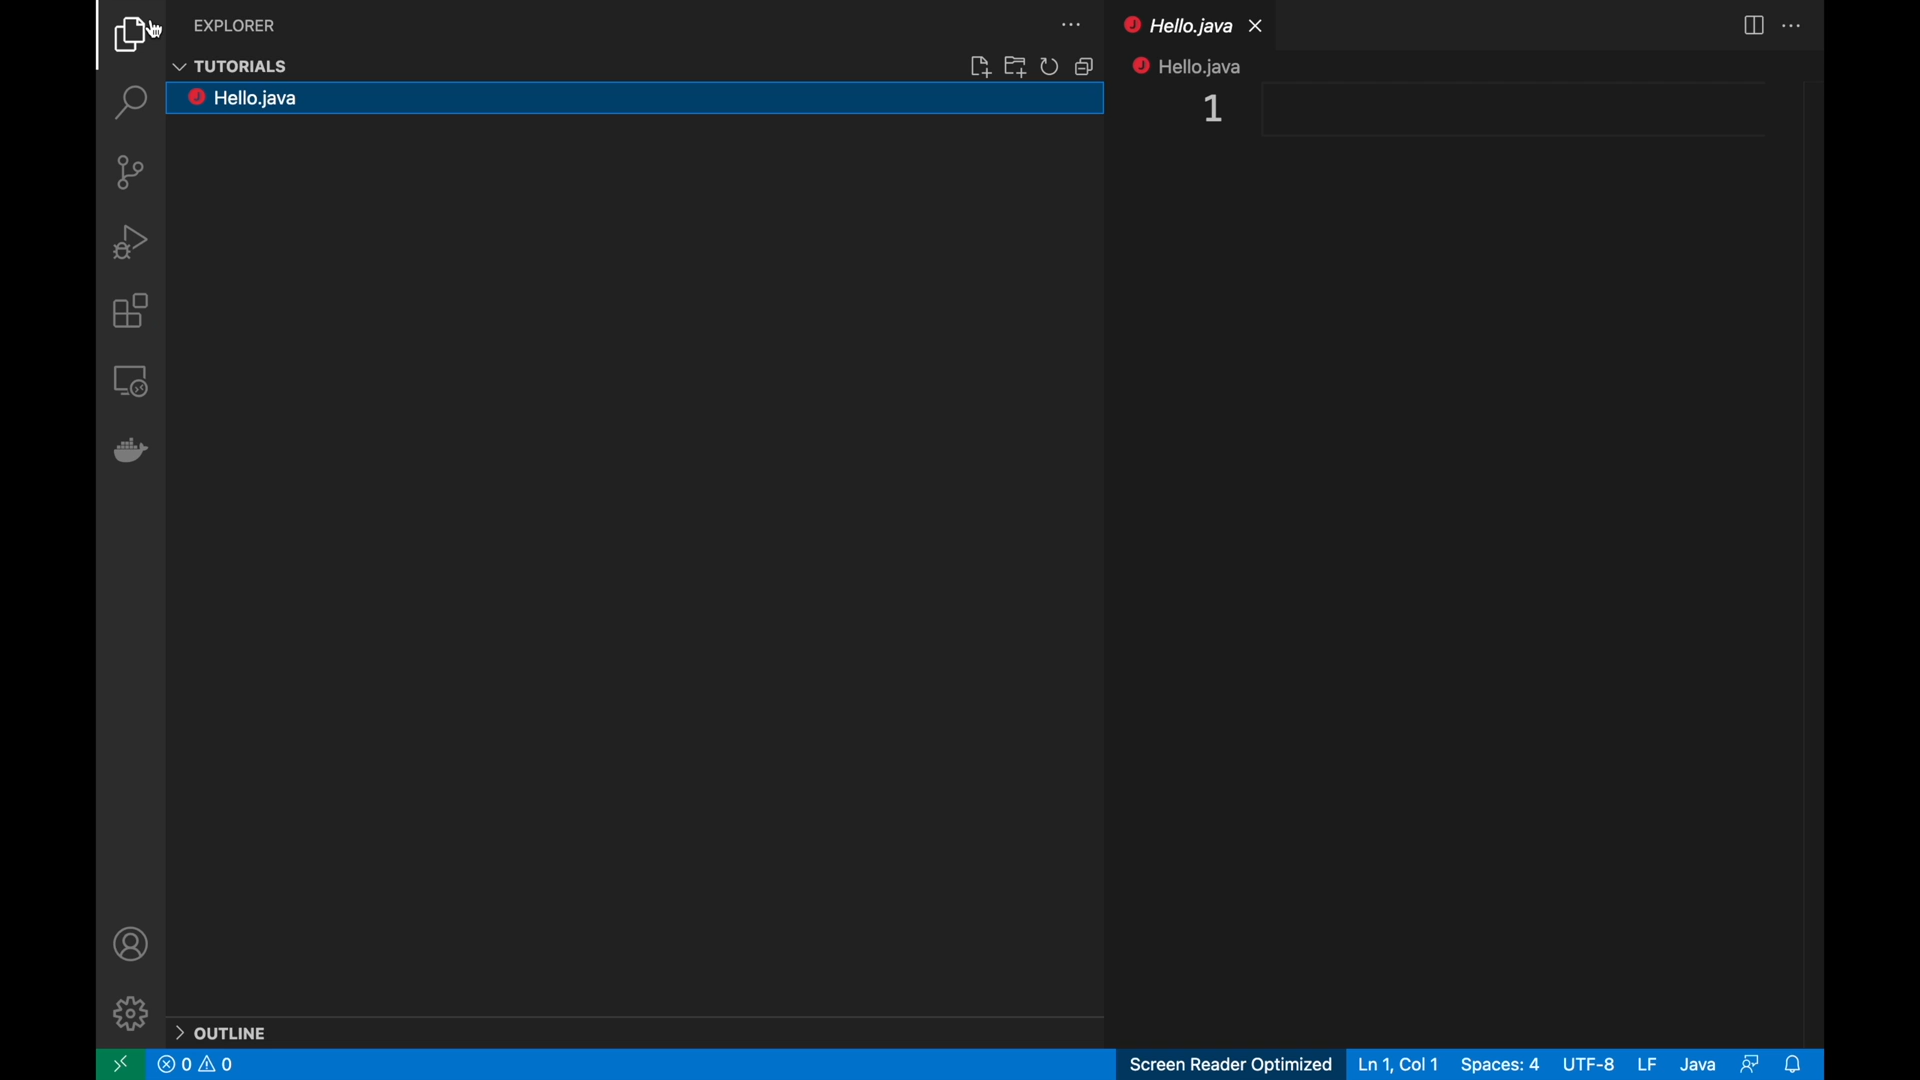 EXPLORER
TUTORIALS
Hello.java
OUTLINE
Hello.java
Hello.java
1
0 0
Screen Reader Optimized
Ln 1, Col 1
Spaces: 4
UTF-8
LF
Java